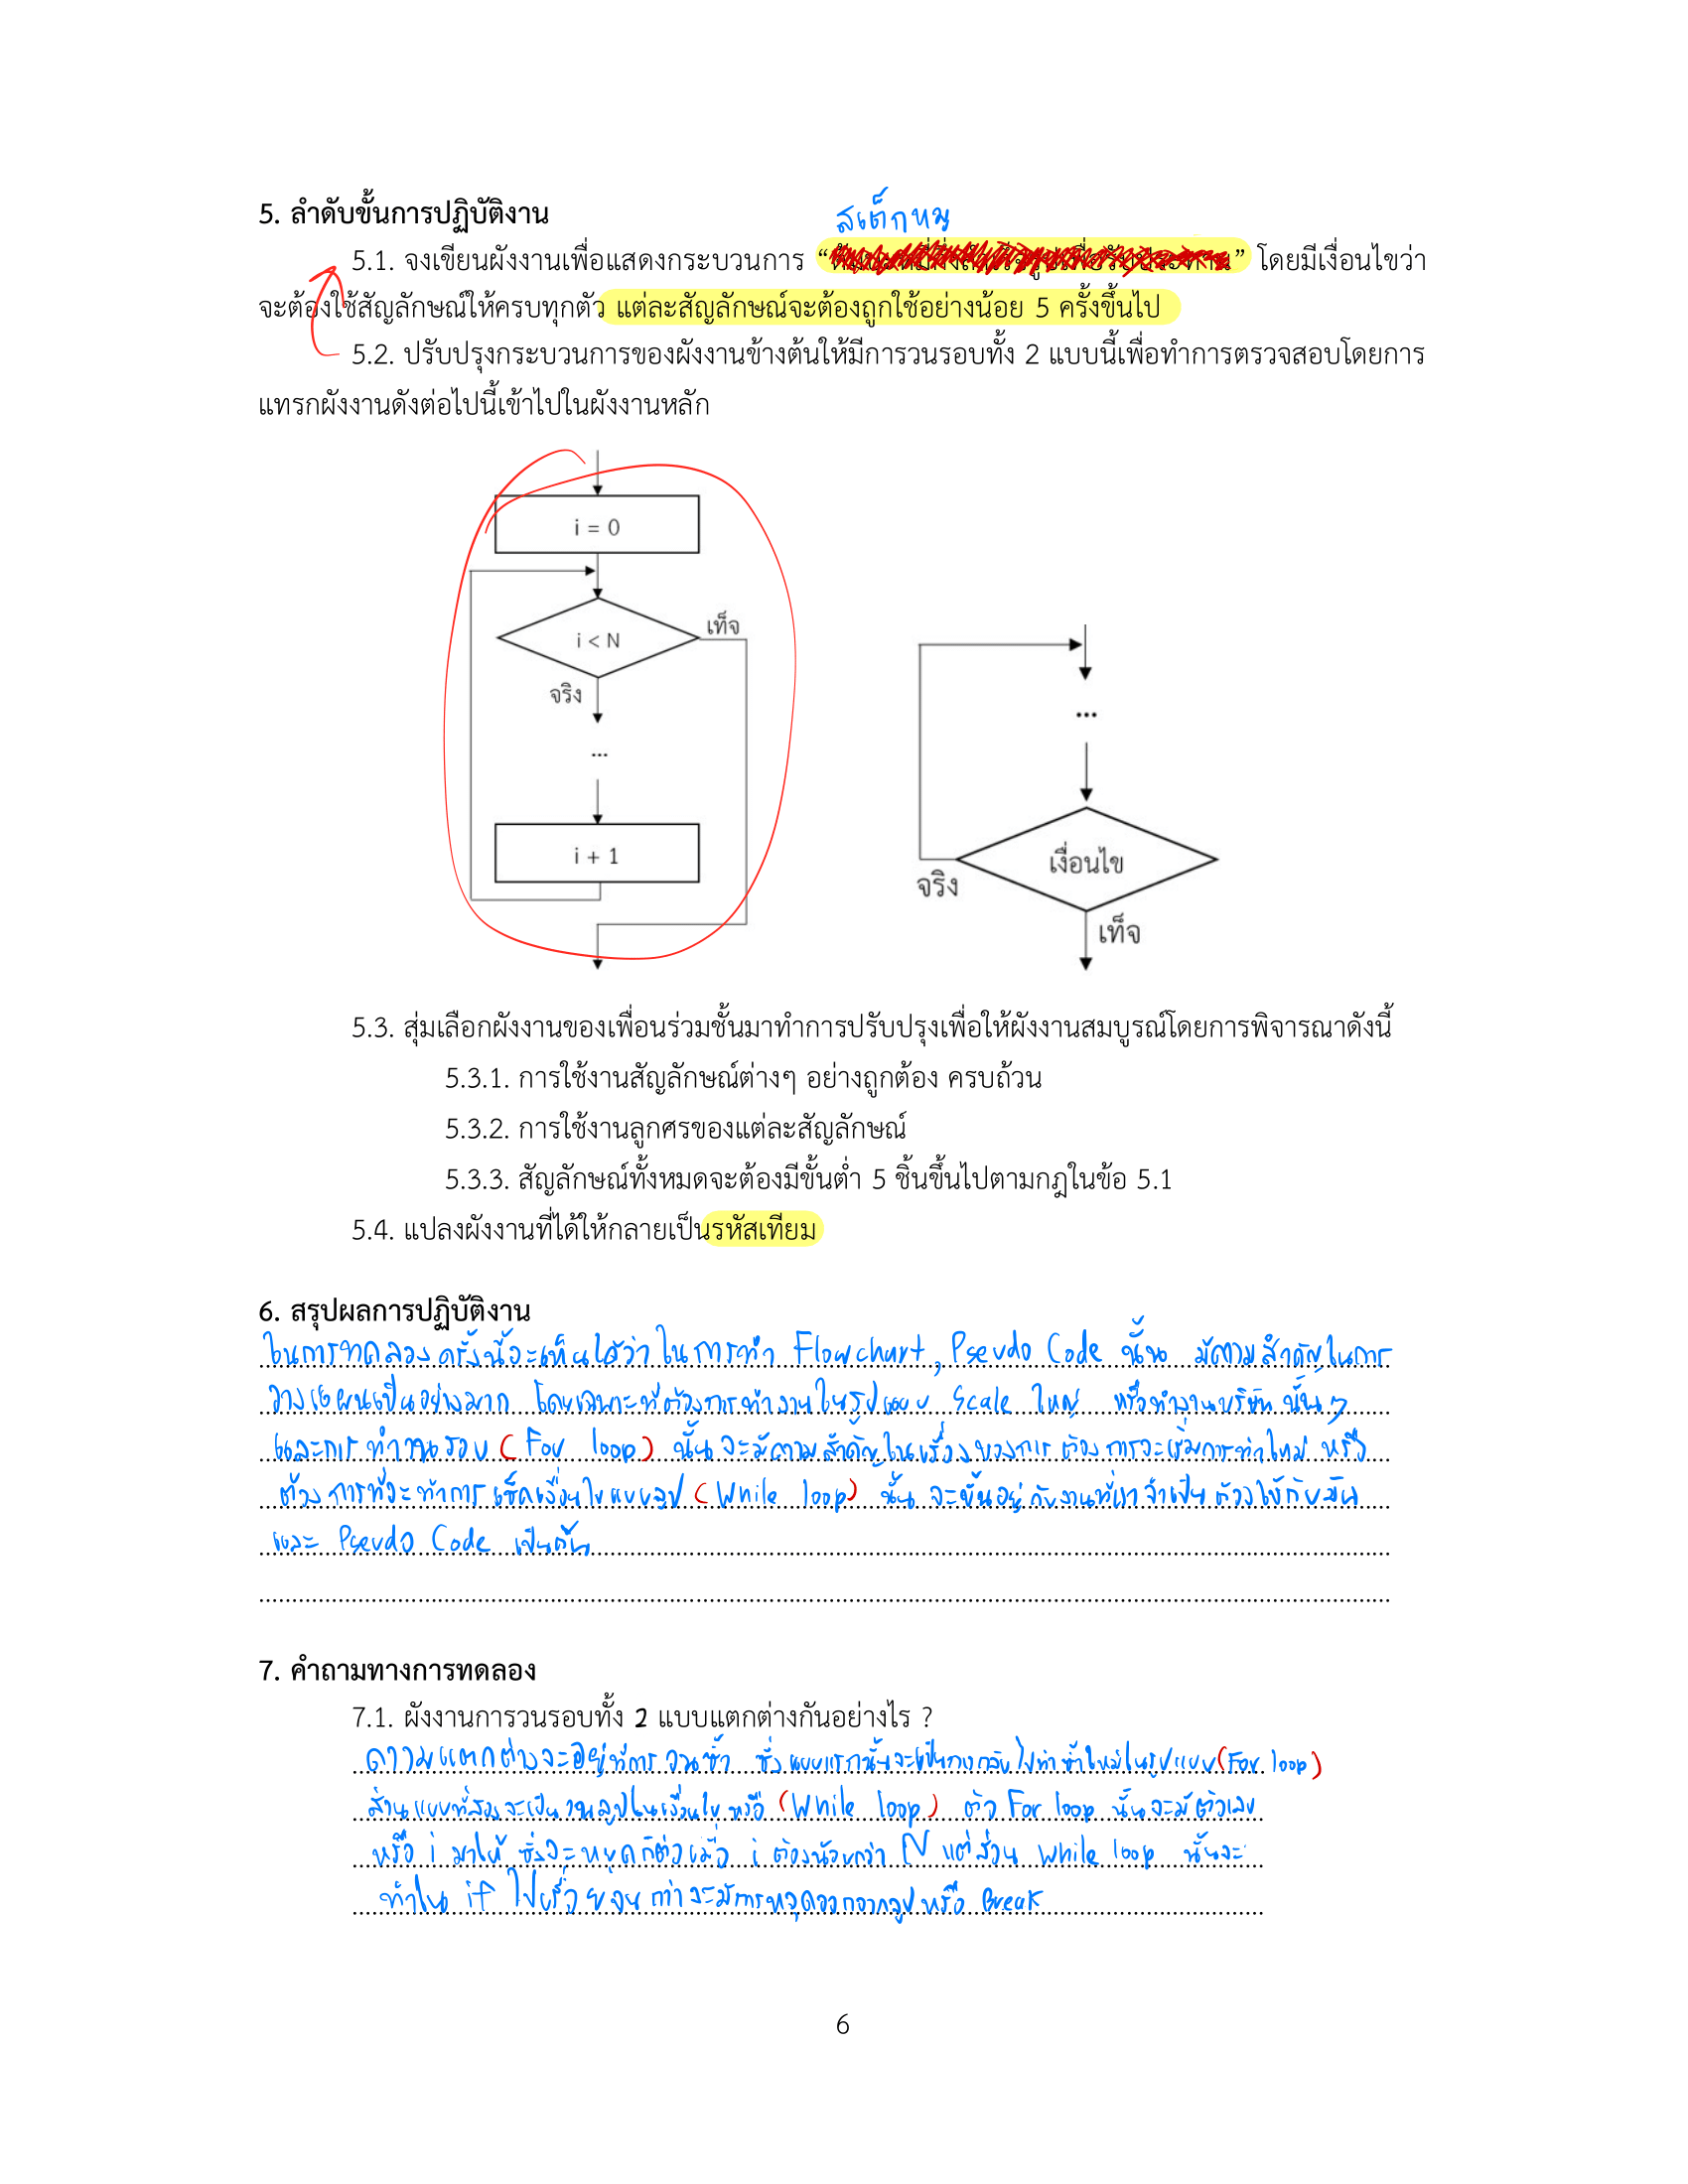 5. ลำดับขั้นการปฏิบัติงาน
สเต็กหมู
5.1. จงเขียนผังงานเพื่อแสดงกระบวนการ “ ” โดยมีเงื่อนไขว่า
จะต้องใช้สัญลักษณ์ให้ครบทุกตัว แต่ละสัญลักษณ์จะต้องถูกใช้อย่างน้อย 5 ครั้งขึ้นไป
5.2. ปรับปรุงกระบวนการของผังงานข้างต้นให้มีการวนรอบทั้ง 2 แบบนี้เพื่อทำการตรวจสอบโดยการ
แทรกผังงานดังต่อไปนี้เข้าไปในผังงานหลัก
i = 0
i < N
เท็จ
จริง
...
i + 1
...
เงื่อนไข
จริง
เท็จ
5.3. สุ่มเลือกผังงานของเพื่อนร่วมชั้นมาทำการปรับปรุงเพื่อให้ผังงานสมบูรณ์โดยการพิจารณาดังนี้
5.3.1. การใช้งานสัญลักษณ์ต่างๆ อย่างถูกต้อง ครบถ้วน
5.3.2. การใช้งานลูกศรของแต่ละสัญลักษณ์
5.3.3. สัญลักษณ์ทั้งหมดจะต้องมีขั้นต่ำ 5 ชิ้นขึ้นไปตามกฎในข้อ 5.1
5.4. แปลงผังงานที่ได้ให้กลายเป็นรหัสเทียม
6. สรุปผลการปฏิบัติงาน
ในการทดลองครั้งนี้จะเห็นได้ว่าในการทำ Flowchart, Pseudo Code นั้น มีความสำคัญในการ
วางแผนเป็นอย่างมาก โดยเฉพาะที่ต้องการทำงานในรูปแบบ Scale ใหญ่ หรือทำงานบริษัท นั้นๆ
และการทำวนรอบ (For loop) นั้นจะมีความสำคัญในเรื่องของการต้องการจะเริ่มการทำใหม่ หรือ
ต้องการที่จะทำการเช็คเงื่อนไขแบบลูป (While loop) นั้น จะขึ้นอยู่กับงานที่เราจำเป็นต้องใช้กับมัน
และ Pseudo Code เป็นต้น
7. คำถามทางการทดลอง
7.1. ผังงานการวนรอบทั้ง 2 แบบแตกต่างกันอย่างไร ?
ความแตกต่างจะอยู่ที่การวนซ้ำ ซึ่งแบบแรกนั้นจะเป็นการกลับไปทำซ้ำใหม่ในรูปแบบ(For loop)
ส่วนแบบที่สองจะเป็นวนลูปในเงื่อนไขหรือ (While loop) ตัว For loop นั้นจะมีตัวเลข
หรือ i มาให้ ซึ่งจะหยุดก็ต่อเมื่อ i ต้องน้อยกว่า N แต่ส่วน While loop นั้นจะ
ทำใน if ไปเรื่อยจนกว่าจะมีการหลุดออกจากลูปหรือ Break
6